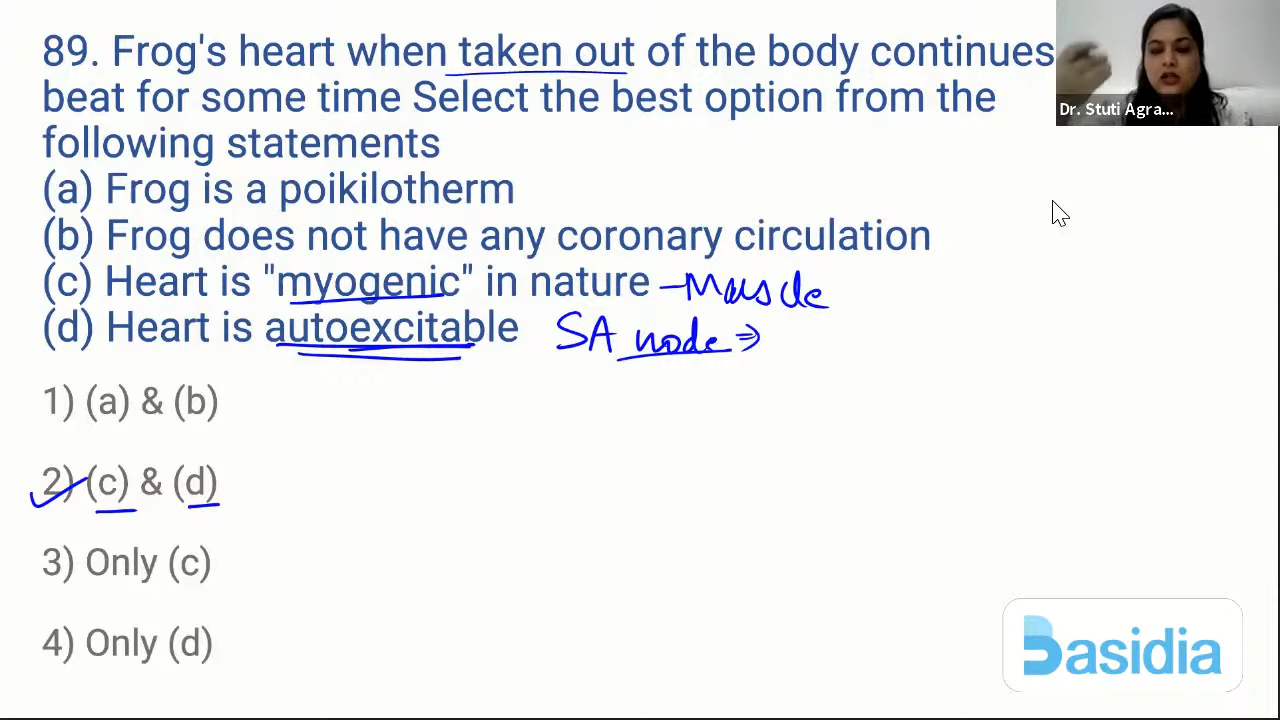 89. Frog's heart when taken out of the body continues
beat for some time Select the best option from the
following statements
(a) Frog is a poikilotherm
(b) Frog does not have any coronary circulation
(c) Heart is "myogenic" in nature - Muscle
(d) Heart is autoexcitable SA node ⇒
1) (a) & (b)
2) (c) & (d)
3) Only (c)
4) Only (d)
Dr. Stuti Agra...
Basidia